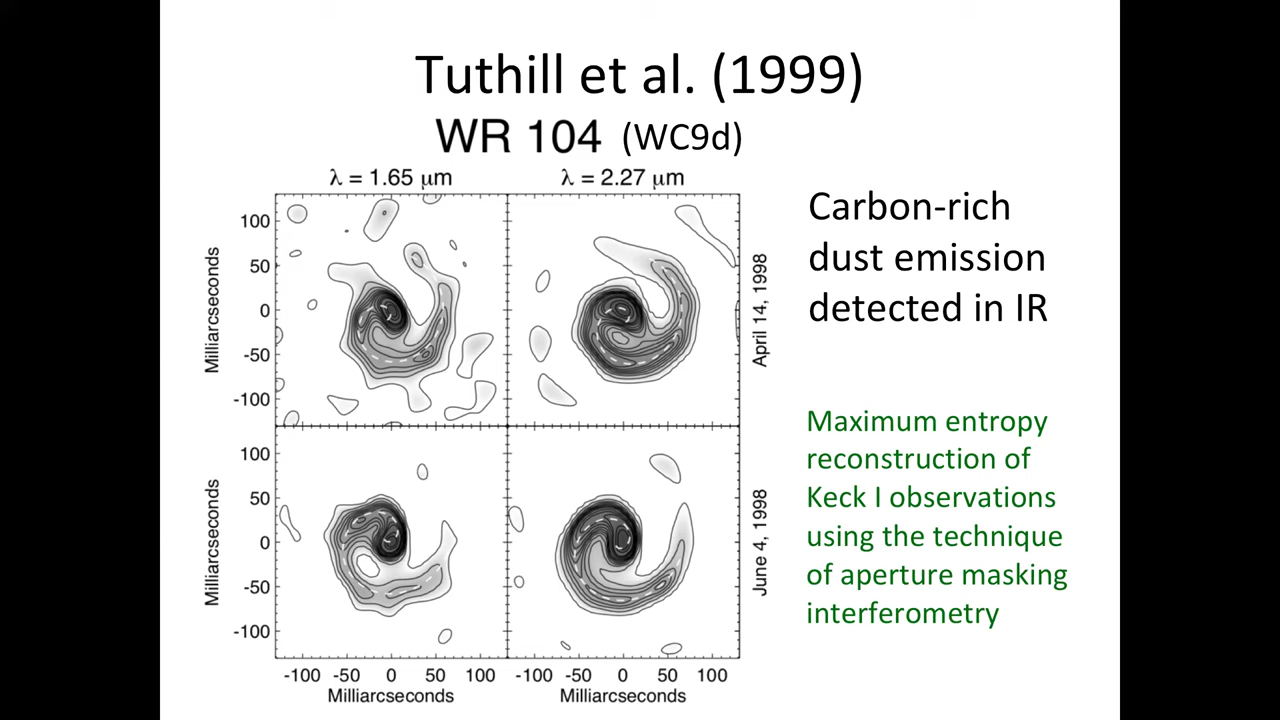 Tuthill et al. (1999)
WR 104 (WC9d)
λ = 1.65 μm
λ = 2.27 μm
100
50
0
-50
-100
Milliarcseconds
April 14, 1998
100
50
0
-50
-100
Milliarcseconds
June 4, 1998
-100 -50 0 50 100
-100 -50 0 50 100
Milliarcseconds
Milliarcseconds
Carbon-rich
dust emission
detected in IR
Maximum entropy
reconstruction of
Keck I observations
using the technique
of aperture masking
interferometry